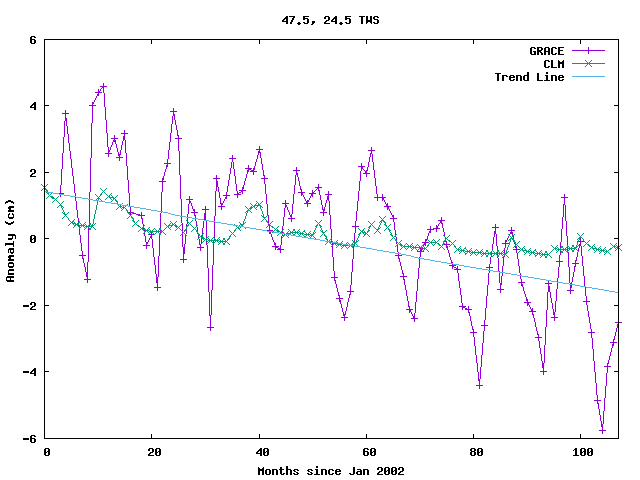 47.5, 24.5 TWS
GRACE
CLM
Trend Line
Anomaly (cm)
6
4
2
0
-2
-4
-6
0 20 40 60 80 100
Months since Jan 2002